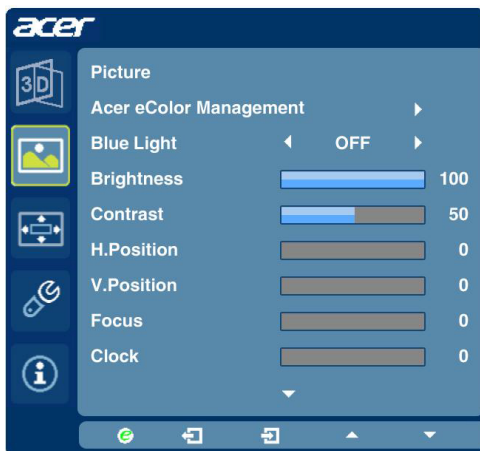 acer
3D
Picture
Acer eColor Management
Blue Light OFF
Brightness 100
Contrast 50
H.Position 0
V.Position 0
Focus 0
Clock 0
e